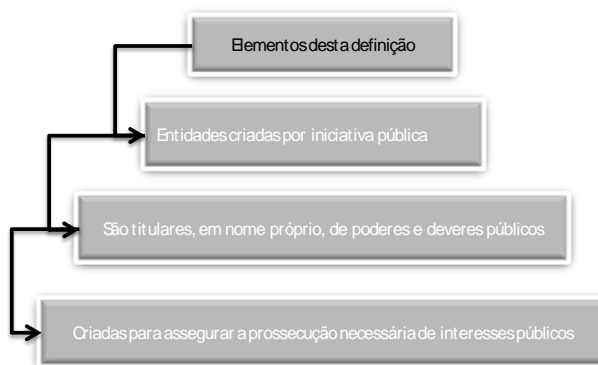 Elementos desta definição
Entidades criadas por iniciativa pública
São titulares, em nome próprio, de poderes e deveres públicos
Criadas para assegurar a prossecução necessária de interesses públicos